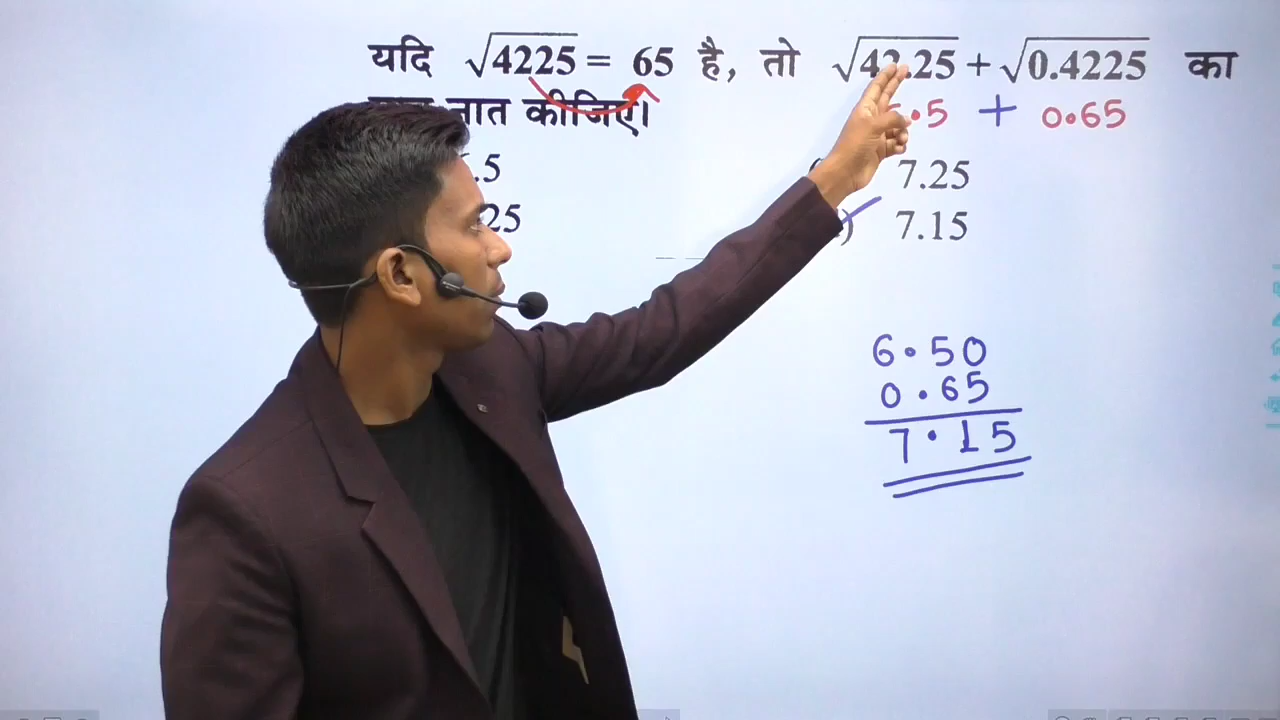 यदि √4225 = 65 है, तो √42.25 + √0.4225 का
ज्ञात कीजिए।
.5 + 0.65
.5
7.25
25
7.15
6.50
0.65
7.15